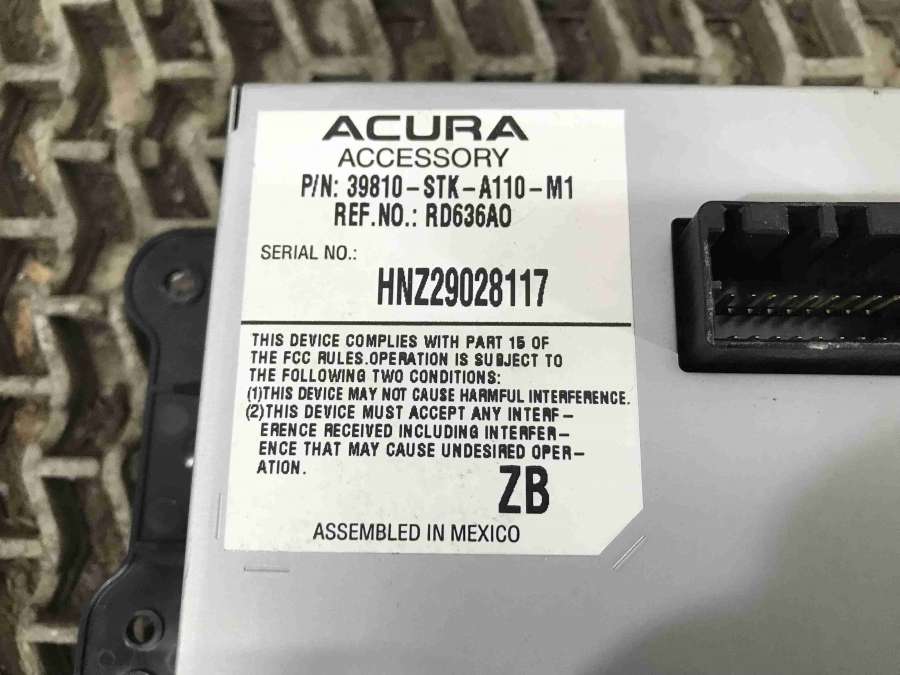 ACURA
ACCESSORY
P/N: 39810-STK-A110-M1
REF.NO.: RD636A0
SERIAL NO.:
HNZ29028117
THIS DEVICE COMPLIES WITH PART 15 OF
THE FCC RULES.OPERATION IS SUBJECT TO
THE FOLLOWING TWO CONDITIONS:
(1)THIS DEVICE MAY NOT CAUSE HARMFUL INTERFERENCE.
(2)THIS DEVICE MUST ACCEPT ANY INTERF-
ERENCE RECEIVED INCLUDING INTERFER-
ENCE THAT MAY CAUSE UNDESIRED OPER-
ATION.
ZB
ASSEMBLED IN MEXICO